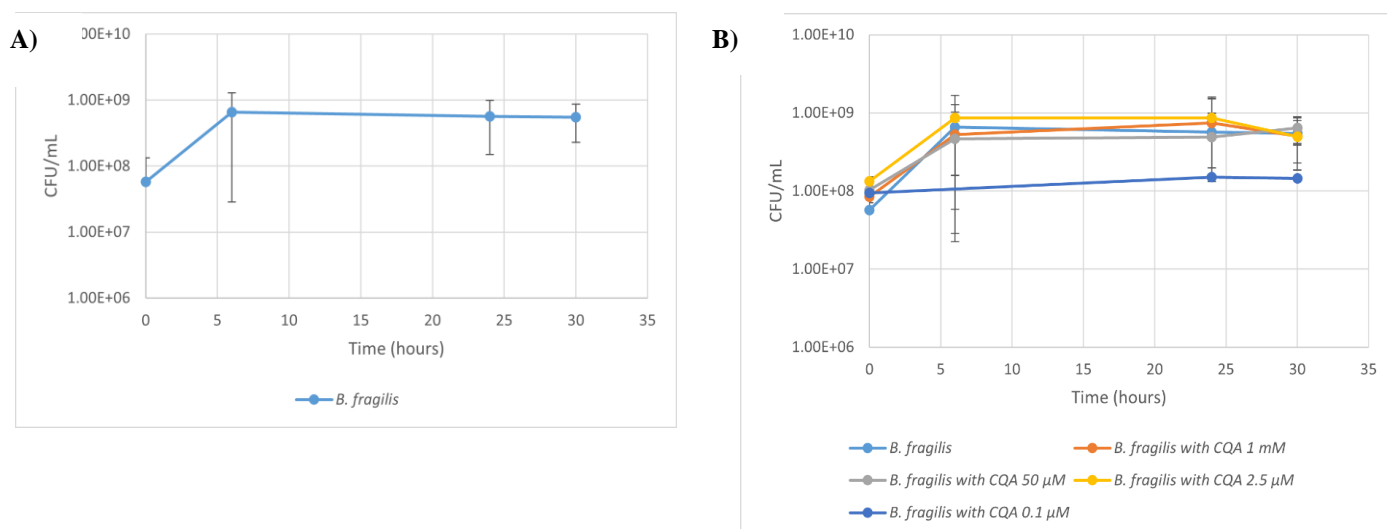 A)
00E+10
1.00E+09
1.00E+08
1.00E+07
1.00E+06
CFU/mL
0 5 10 15 20 25 30 35
Time (hours)
B. fragilis
B)
1.00E+10
1.00E+09
1.00E+08
1.00E+07
1.00E+06
CFU/mL
0 5 10 15 20 25 30 35
Time (hours)
B. fragilis B. fragilis with CQA 1 mM
B. fragilis with CQA 50 µM B. fragilis with CQA 2.5 µM
B. fragilis with CQA 0.1 µM